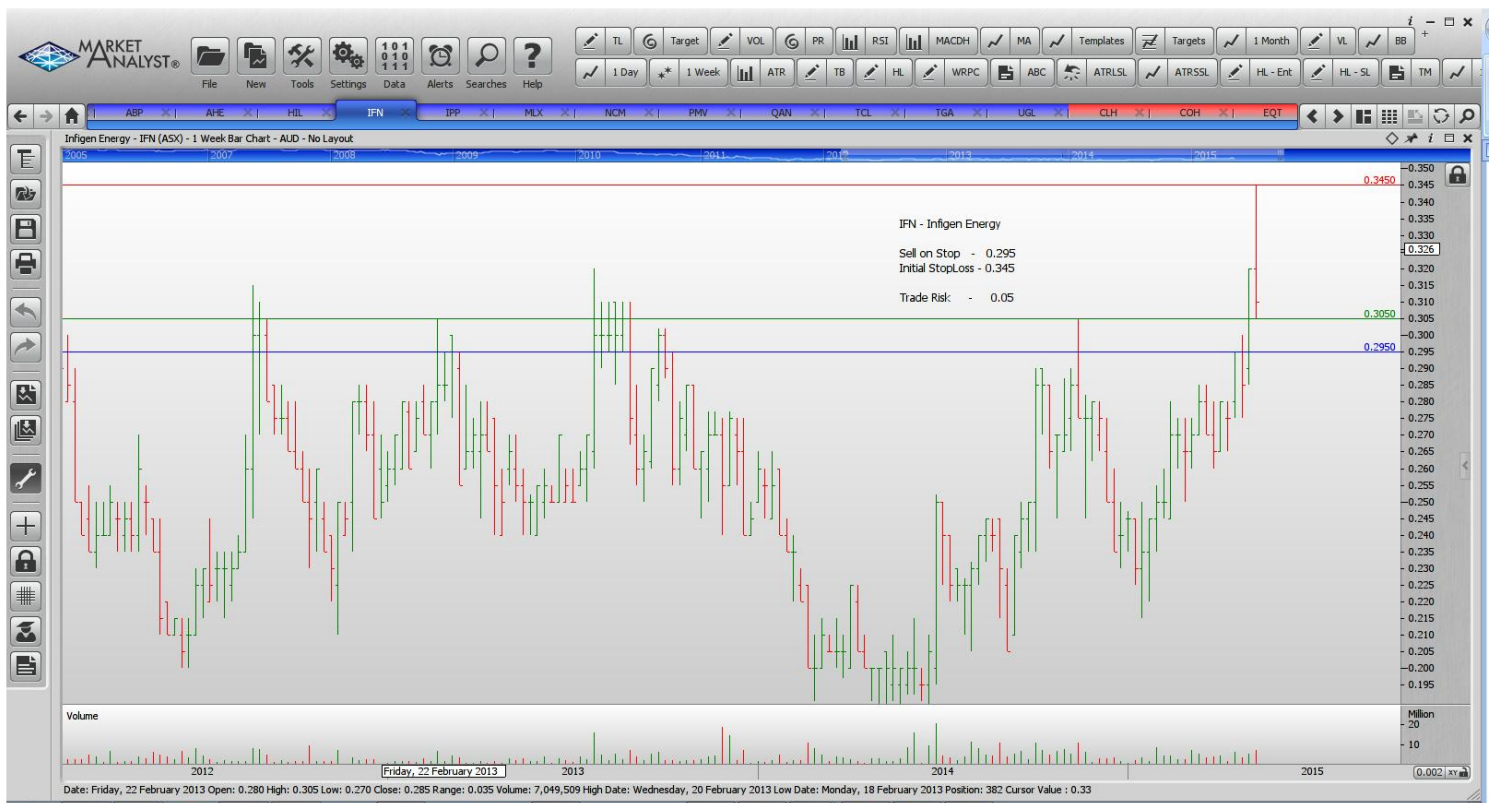 i
MARKET
ANALYST®
File
New
Tools
Settings
101
010
111
Data
Alerts
Searches
?
Help
TL
Target
VOL
PR
RSI
MACDH
MA
Templates
Targets
1 Month
VL
BB
1 Day
1 Week
ATR
TB
HL
WRPC
ABC
ATRLSL
ATRSSL
HL - Ent
HL - SL
TM
ABP
AHE
HIL
IFN
IPP
MLX
NCM
PMV
QAN
TCL
TGA
UGL
CLH
COH
EQT
Infigen Energy - IFN (ASX) - 1 Week Bar Chart - AUD - No Layout
2005 2007 2008 2009 2010 2011 2012 2013 2014 2015
0.3450
0.3050
0.2950
IFN - Infigen Energy
Sell on Stop - 0.295
Initial StopLoss - 0.345
Trade Risk - 0.05
0.350
0.345
0.340
0.335
0.330
0.326
0.320
0.315
0.310
0.305
0.300
0.295
0.290
0.285
0.280
0.275
0.270
0.265
0.260
0.255
0.250
0.245
0.240
0.235
0.230
0.225
0.220
0.215
0.210
0.205
0.200
0.195
Volume
Million
20
10
2012
Friday, 22 February 2013
2013
2014
2015
0.002 XY
Date: Friday, 22 February 2013 Open: 0.280 High: 0.305 Low: 0.270 Close: 0.285 Range: 0.035 Volume: 7,049,509 High Date: Wednesday, 20 February 2013 Low Date: Monday, 18 February 2013 Position: 382 Cursor Value : 0.33